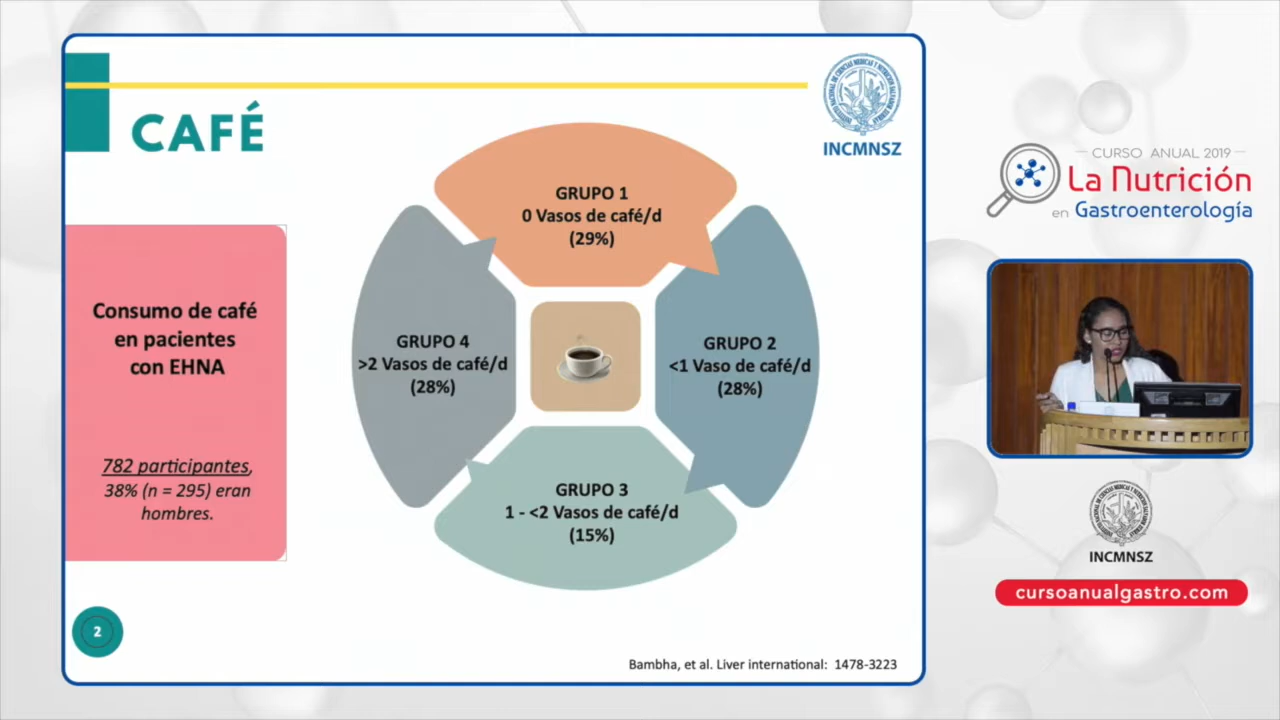 CAFÉ
INCMNSZ
Consumo de café
en pacientes
con EHNA
782 participantes,
38% (n = 295) eran
hombres.
GRUPO 1
0 Vasos de café/d
(29%)
GRUPO 4
>2 Vasos de café/d
(28%)
GRUPO 2
<1 Vaso de café/d
(28%)
GRUPO 3
1 - <2 Vasos de café/d
(15%)
2
Bambha, et al. Liver international: 1478-3223
CURSO ANUAL 2019
La Nutrición
en Gastroenterología
INCMNSZ
cursoanualgastro.com